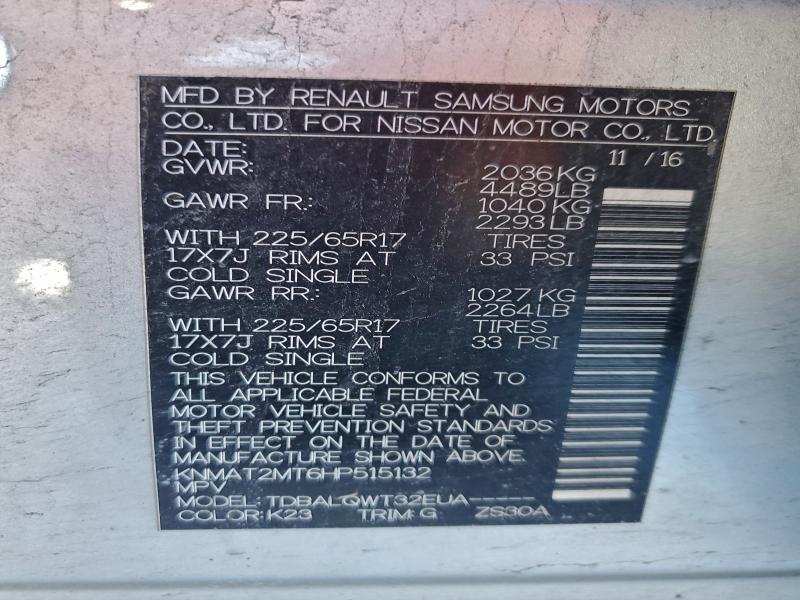 MFD BY RENAULT SAMSUNG MOTORS
CO., LTD. FOR NISSAN MOTOR CO., LTD
DATE: 11 / 16
GVWR: 2036 KG
4489LB
GAWR FR.: 1040 KG
2293 LB
WITH 225/65R17 TIRES
17X7J RIMS AT 33 PSI
COLD SINGLE
GAWR RR.: 1027 KG
2264LB
WITH 225/65R17 TIRES
17X7J RIMS AT 33 PSI
COLD SINGLE
THIS VEHICLE CONFORMS TO
ALL APPLICABLE FEDERAL
MOTOR VEHICLE SAFETY AND
THEFT PREVENTION STANDARDS
IN EFFECT ON THE DATE OF
MANUFACTURE SHOWN ABOVE.
KNMAT2MT6HP515132
MPV
MODEL: TDBALQWT32EUA-----
COLOR: K23 TRIM: G ZS30A